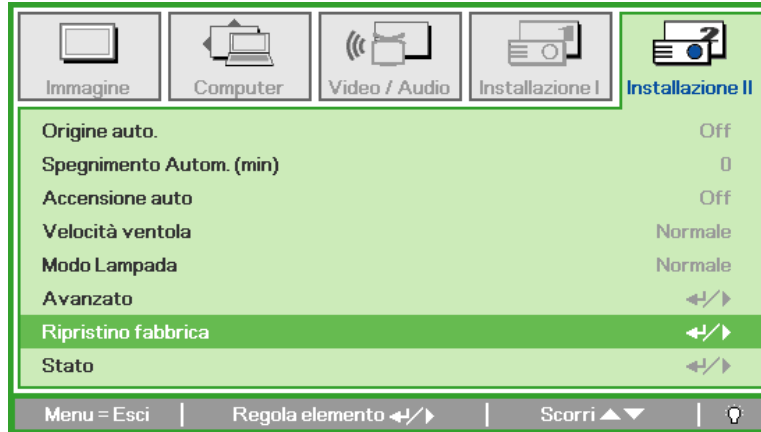 Immagine
Computer
Video / Audio
Installazione I
Installazione II
Origine auto. Off
Spegnimento Autom. (min) 0
Accensione auto Off
Velocità ventola Normale
Modo Lampada Normale
Avanzato
Ripristino fabbrica
Stato
Menu = Esci Regola elemento Scorri